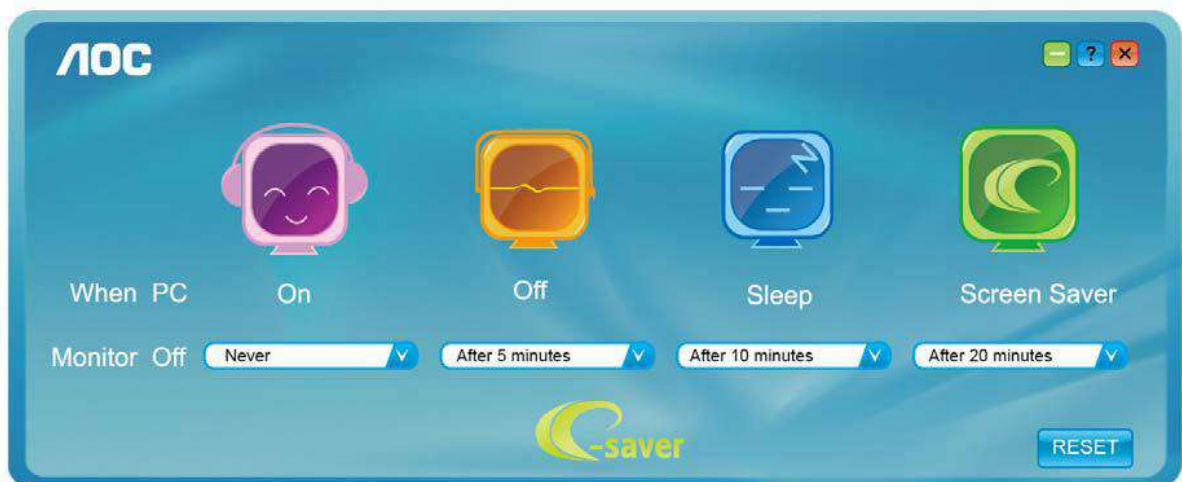 AOC
?
When PC On Off Sleep Screen Saver
Monitor Off Never After 5 minutes After 10 minutes After 20 minutes
e-saver
RESET